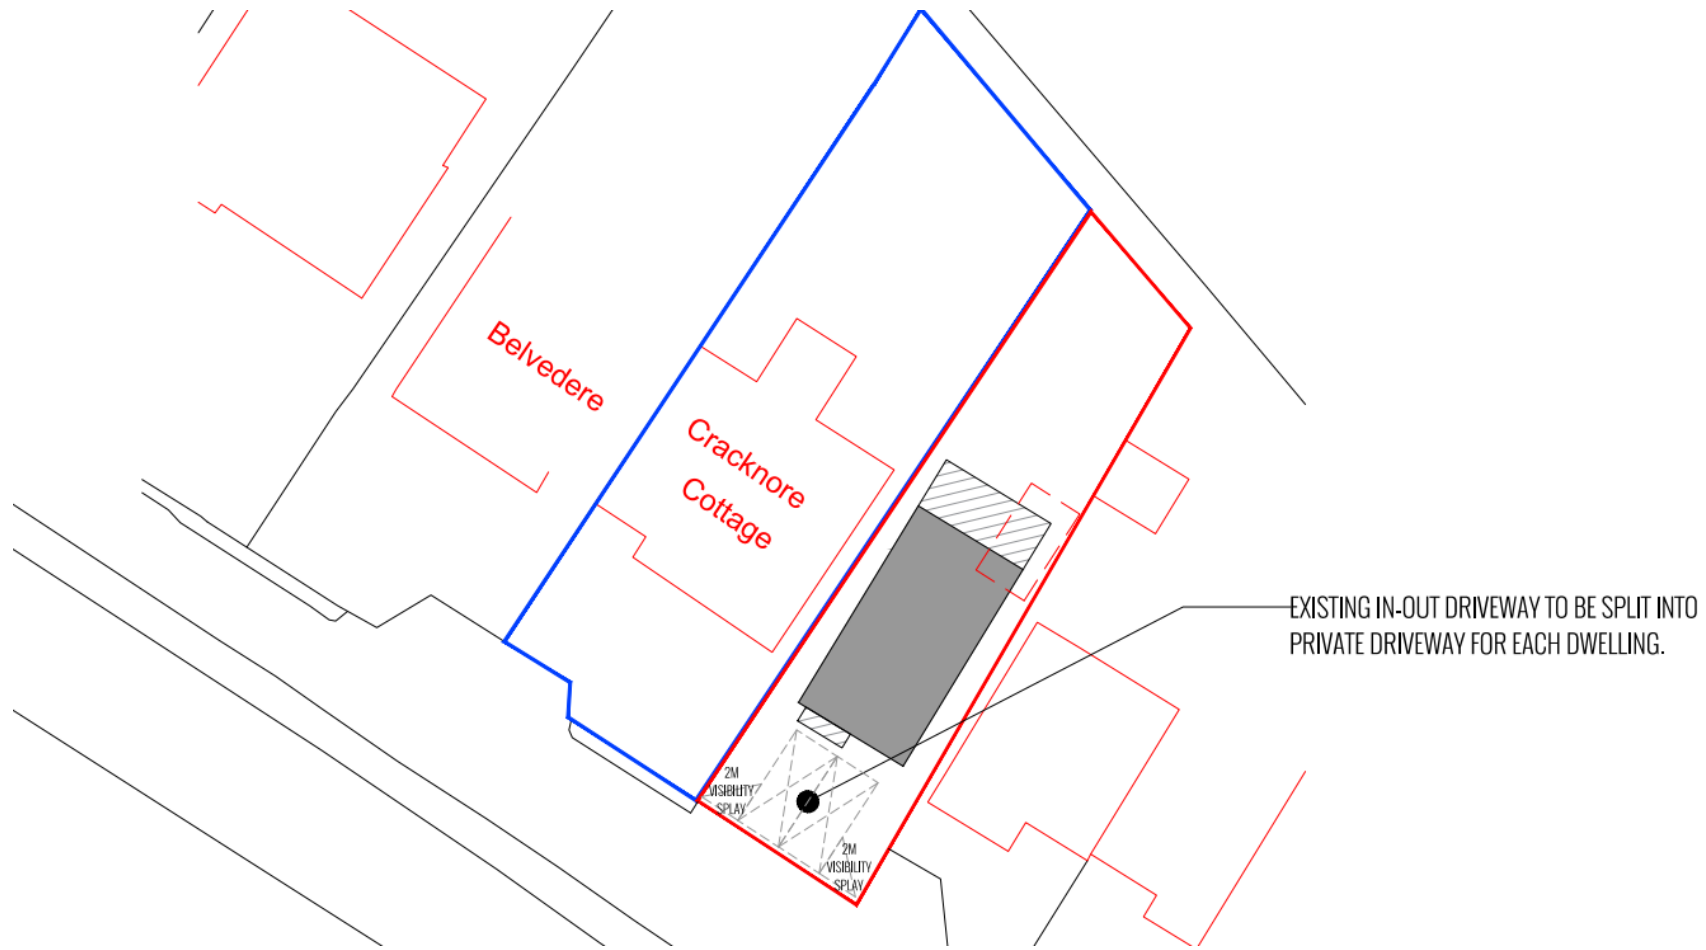 Belvedere
Cracknore
Cottage
EXISTING IN-OUT DRIVEWAY TO BE SPLIT INTO
PRIVATE DRIVEWAY FOR EACH DWELLING.
2M
VISIBILITY
SPLAY
2M
VISIBILITY
SPLAY